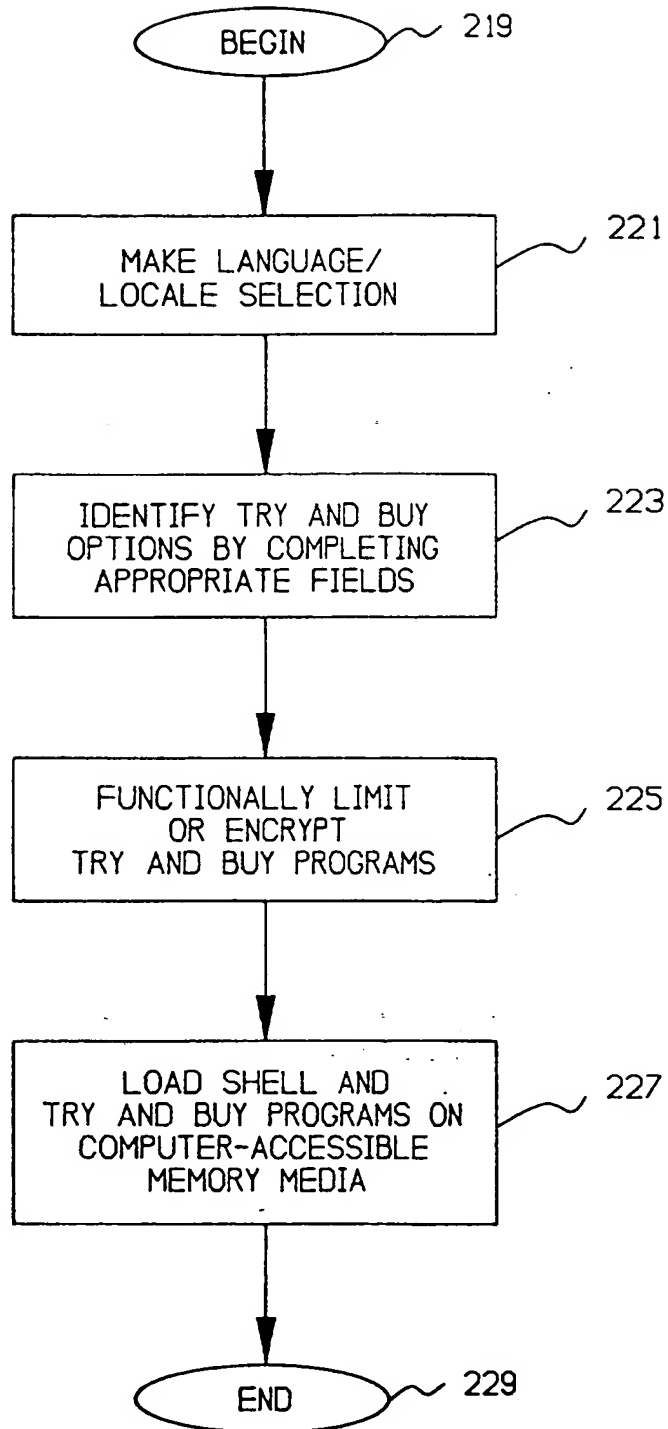 BEGIN
219
MAKE LANGUAGE/
LOCALE SELECTION
221
IDENTIFY TRY AND BUY
OPTIONS BY COMPLETING
APPROPRIATE FIELDS
223
FUNCTIONALLY LIMIT
OR ENCRYPT
TRY AND BUY PROGRAMS
225
LOAD SHELL AND
TRY AND BUY PROGRAMS ON
COMPUTER-ACCESSIBLE
MEMORY MEDIA
227
END
229